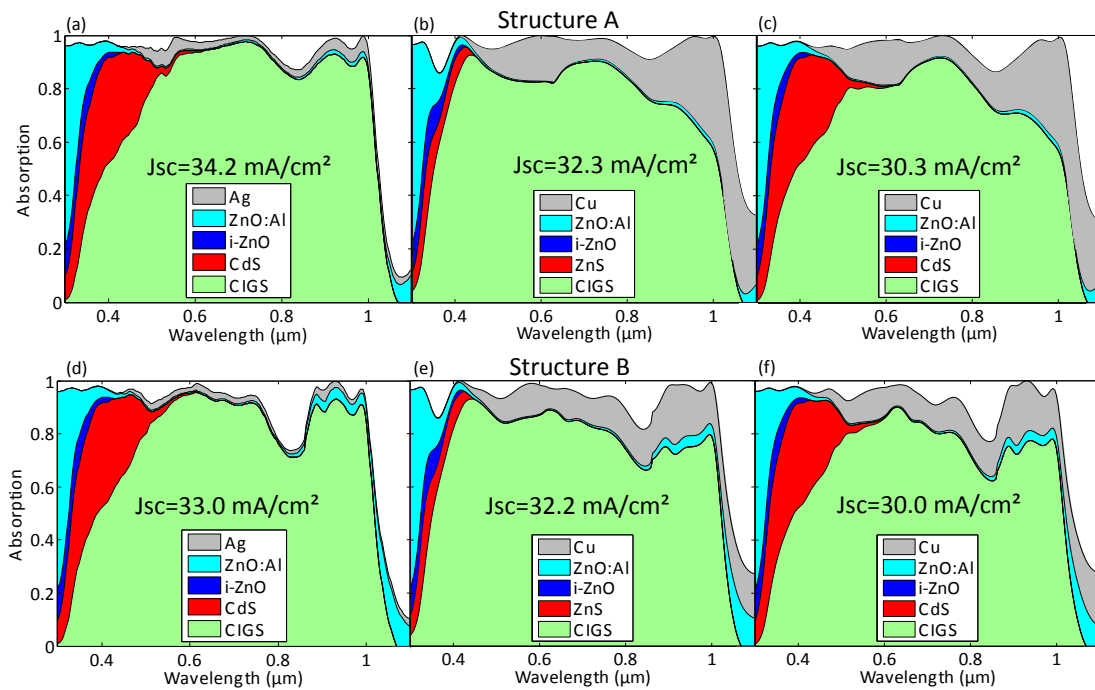 Structure A
(a)
(b)
(c)
Absorption
1
0.8
0.6
0.4
0.2
0
Jsc=34.2 mA/cm²
Ag
ZnO:Al
i-ZnO
CdS
CIGS
0.4
0.6
0.8
1
Wavelength (μm)
Jsc=32.3 mA/cm²
Cu
ZnO:Al
i-ZnO
ZnS
CIGS
0.4
0.6
0.8
1
Wavelength (μm)
Jsc=30.3 mA/cm²
Cu
ZnO:Al
i-ZnO
CdS
CIGS
0.4
0.6
0.8
1
Wavelength (μm)
Structure B
(d)
(e)
(f)
Absorption
1
0.8
0.6
0.4
0.2
0
Jsc=33.0 mA/cm²
Ag
ZnO:Al
i-ZnO
CdS
CIGS
0.4
0.6
0.8
1
Wavelength (μm)
Jsc=32.2 mA/cm²
Cu
ZnO:Al
i-ZnO
ZnS
CIGS
0.4
0.6
0.8
1
Wavelength (μm)
Jsc=30.0 mA/cm²
Cu
ZnO:Al
i-ZnO
CdS
CIGS
0.4
0.6
0.8
1
Wavelength (μm)